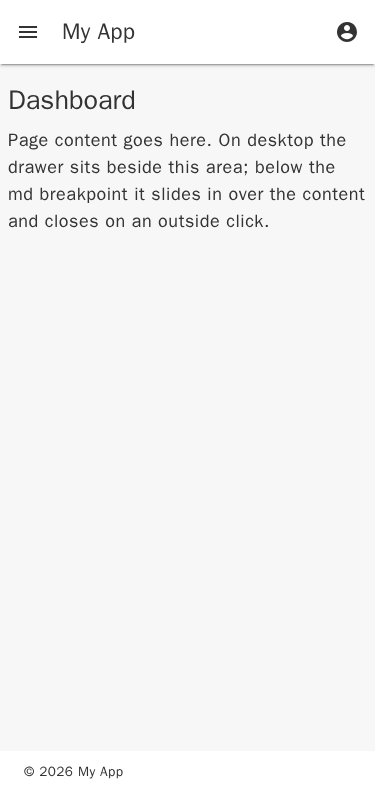 My App
Dashboard
Page content goes here. On desktop the
drawer sits beside this area; below the
md breakpoint it slides in over the content
and closes on an outside click.
© 2026 My App